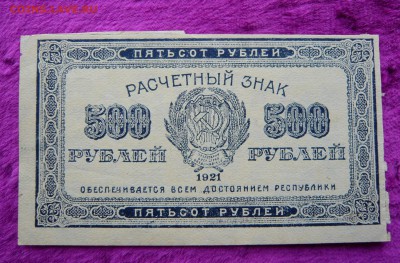 ПЯТЬСОТ РУБЛЕЙ
РАСЧЕТНЫЙ ЗНАК
500 500
РУБЛЕЙ РУБЛЕЙ
1921
ОБЕСПЕЧИВАЕТСЯ ВСЕМ ДОСТОЯНИЕМ РЕСПУБЛИКИ
ПЯТЬСОТ РУБЛЕЙ